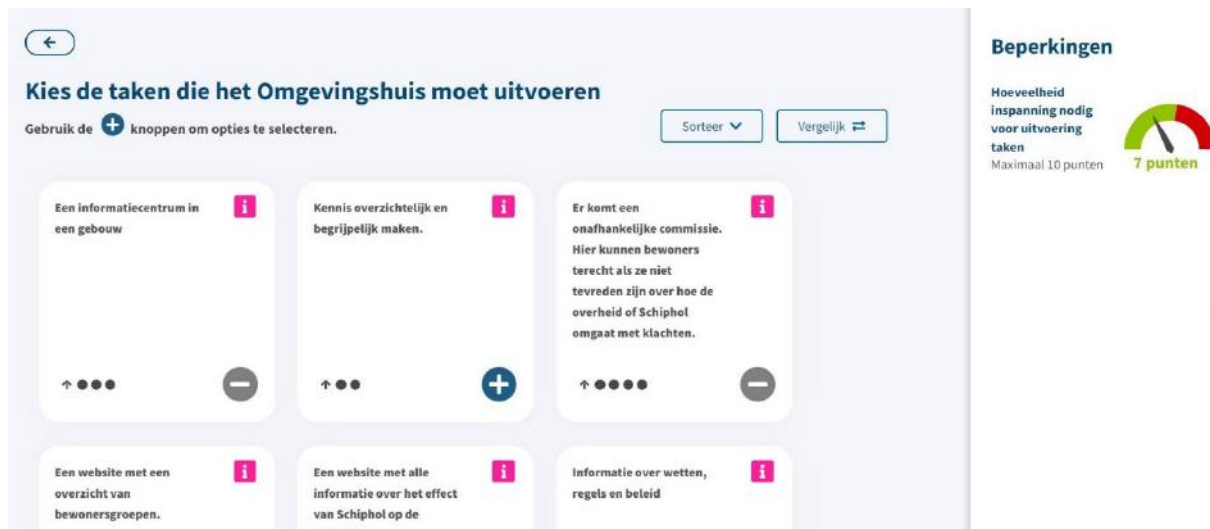 Kies de taken die het Omgevingshuis moet uitvoeren
Gebruik de knoppen om opties te selecteren.
Sorteer
Vergelijk
Een informatiecentrum in
een gebouw
Kennis overzichtelijk en
begrijpelijk maken.
Er komt een
onafhankelijke commissie.
Hier kunnen bewoners
terecht als ze niet
tevreden zijn over hoe de
overheid of Schiphol
omgaat met klachten.
Een website met een
overzicht van
bewonersgroepen.
Een website met alle
informatie over het effect
van Schiphol op de
Informatie over wetten,
regels en beleid
Beperkingen
Hoeveelheid
inspanning nodig
voor uitvoering
taken
Maximaal 10 punten
7 punten